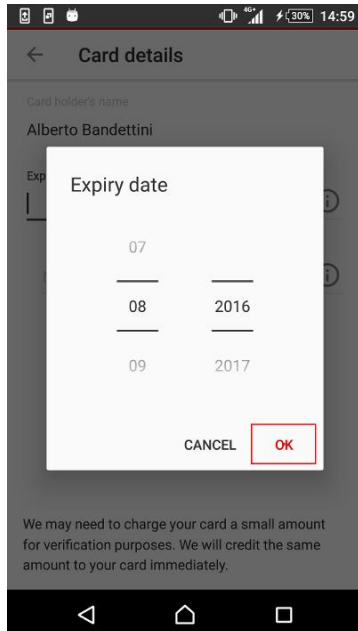 4G+ 30% 14:59
Card details
Card holder's name
Alberto Bandettini
Exp
Expiry date
07
08 2016
09 2017
CANCEL OK
We may need to charge your card a small amount
for verification purposes. We will credit the same
amount to your card immediately.